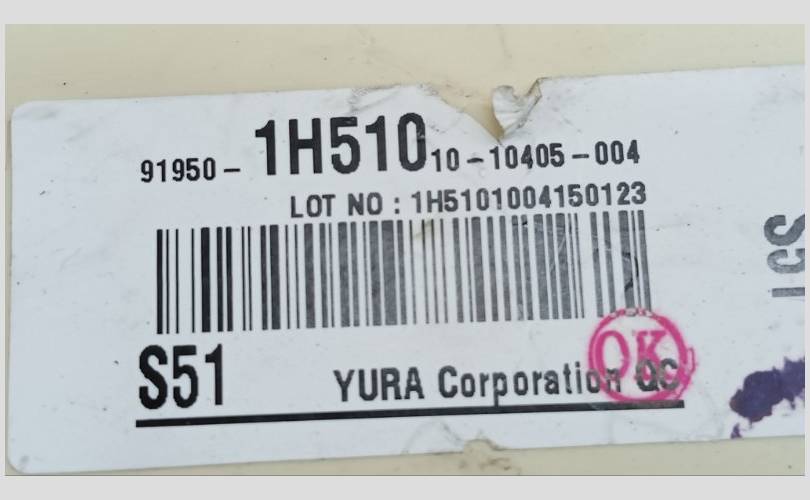 91950- 1H510 10-10405-004
LOT NO : 1H5101004150123
S51 YURA Corporation QC
OK